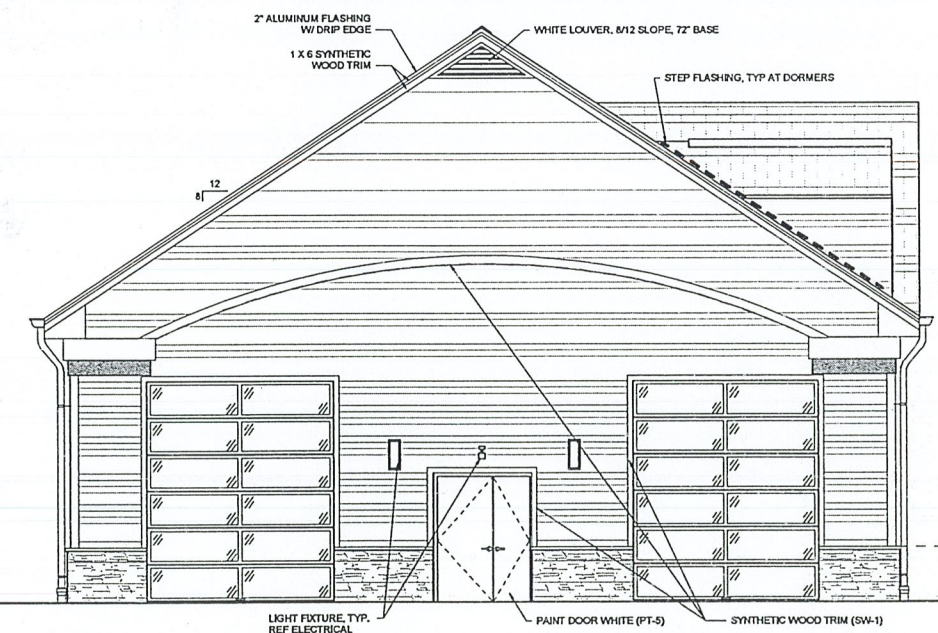 2" ALUMINUM FLASHING
W/ DRIP EDGE
WHITE LOUVER, 8/12 SLOPE, 72" BASE
1 X 6 SYNTHETIC
WOOD TRIM
STEP FLASHING, TYP AT DORMERS
12
8
LIGHT FIXTURE, TYP.
REF ELECTRICAL
PAINT DOOR WHITE (PT-5)
SYNTHETIC WOOD TRIM (SW-1)